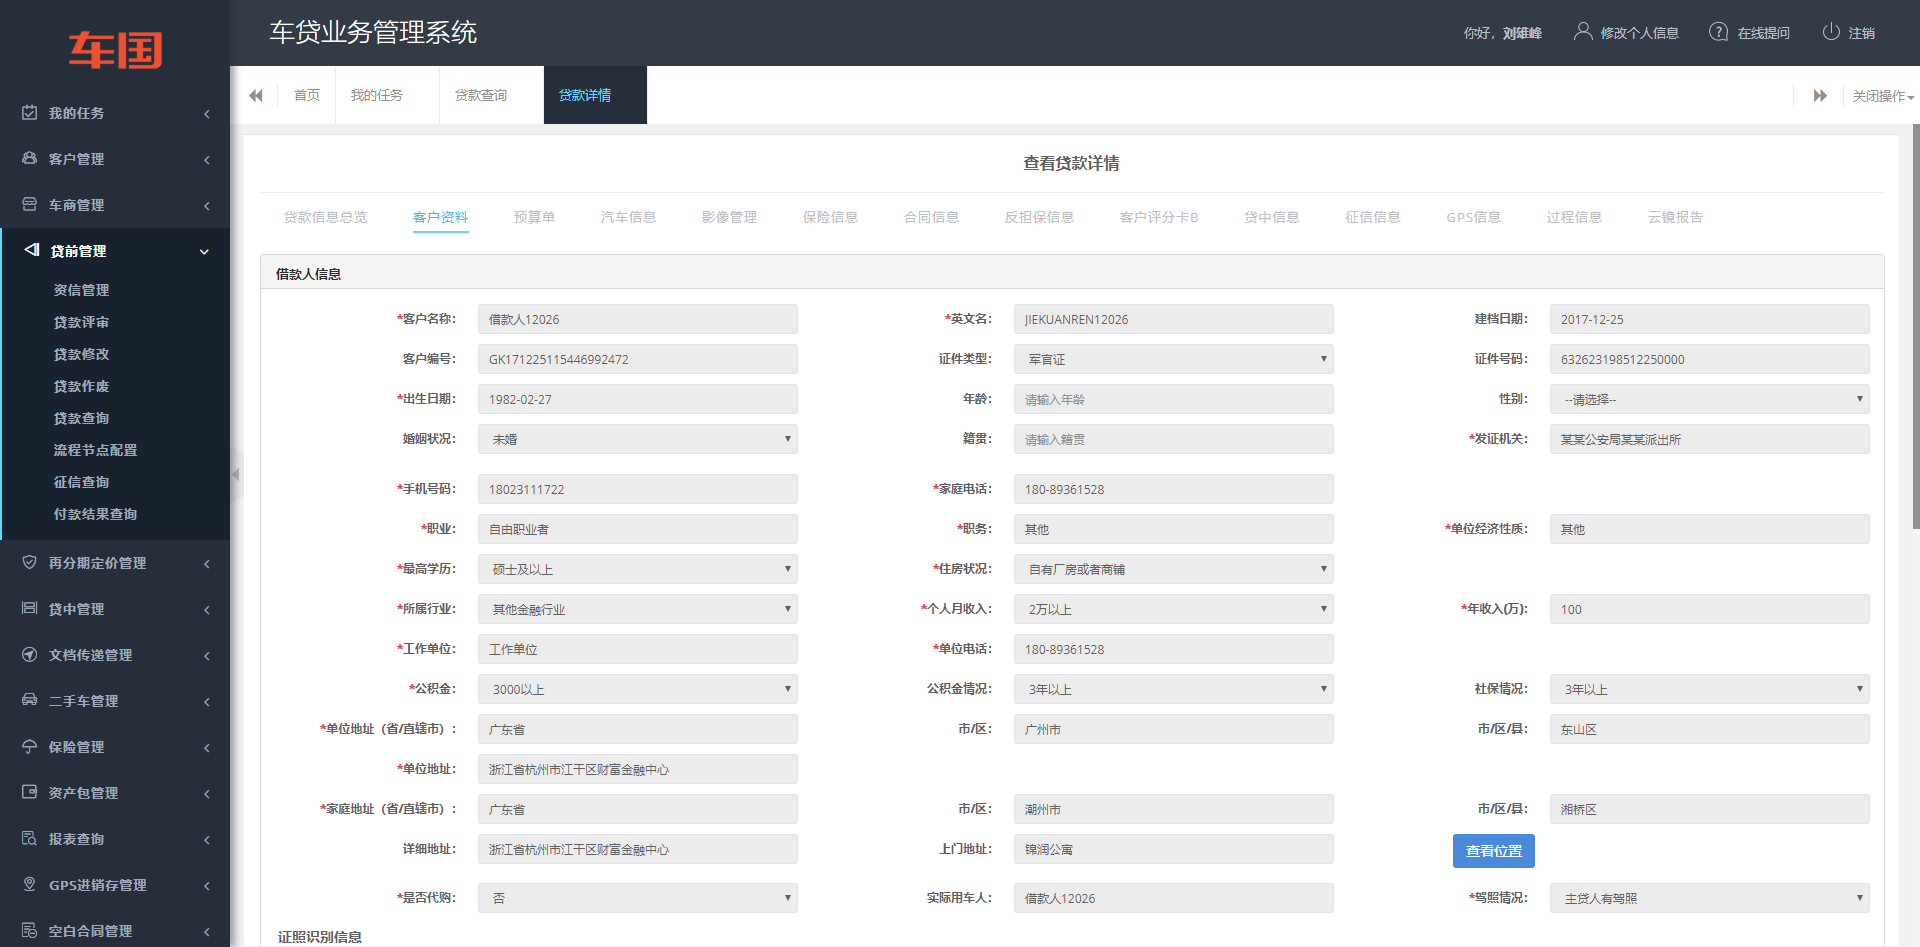 车国
车贷业务管理系统
你好，刘雄峰 修改个人信息 在线提问 注销
首页 我的任务 贷款查询 贷款详情 关闭操作
我的任务
客户管理
车商管理
贷前管理
资信管理
贷款评审
贷款修改
贷款作废
贷款查询
流程节点配置
征信查询
付款结果查询
再分期定价管理
贷中管理
文档传递管理
二手车管理
保险管理
资产包管理
报表查询
GPS进销存管理
空白合同管理
查看贷款详情
贷款信息总览 客户资料 预算单 汽车信息 影像管理 保险信息 合同信息 反担保信息 客户评分卡B 贷中信息 征信信息 GPS信息 过程信息 云镜报告
借款人信息
*客户名称： 借款人12026 *英文名： JIEKUANREN12026 建档日期： 2017-12-25
客户编号： GK171225115446992472 证件类型： 军官证 证件号码： 632623198512250000
*出生日期： 1982-02-27 年龄： 请输入年龄 性别： --请选择--
婚姻状况： 未婚 籍贯： 请输入籍贯 *发证机关： 某某公安局某某派出所
*手机号码： 18023111722 *家庭电话： 180-89361528
*职业： 自由职业者 *职务： 其他 *单位经济性质： 其他
*最高学历： 硕士及以上 *住房状况： 自有厂房或者商铺
*所属行业： 其他金融行业 *个人月收入： 2万以上 *年收入(万)： 100
*工作单位： 工作单位 *单位电话： 180-89361528
*公积金： 3000以上 公积金情况： 3年以上 社保情况： 3年以上
*单位地址（省/直辖市）： 广东省 市/区： 广州市 市/区/县： 东山区
*单位地址： 浙江省杭州市江干区财富金融中心
*家庭地址（省/直辖市）： 广东省 市/区： 潮州市 市/区/县： 湘桥区
详细地址： 浙江省杭州市江干区财富金融中心 上门地址： 锦润公寓 查看位置
*是否代购： 否 实际用车人： 借款人12026 *驾照情况： 主贷人有驾照
证照识别信息